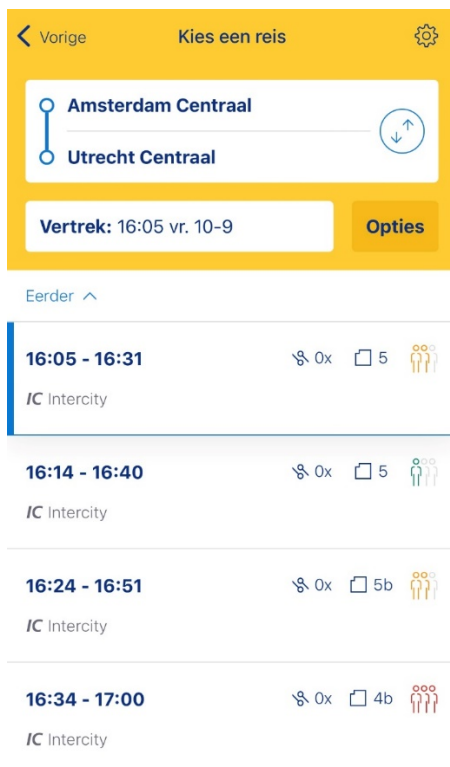 Vorige Kies een reis
Amsterdam Centraal
Utrecht Centraal
Vertrek: 16:05 vr. 10-9 Opties
Eerder
16:05 - 16:31 0x 5
IC Intercity
16:14 - 16:40 0x 5
IC Intercity
16:24 - 16:51 0x 5b
IC Intercity
16:34 - 17:00 0x 4b
IC Intercity